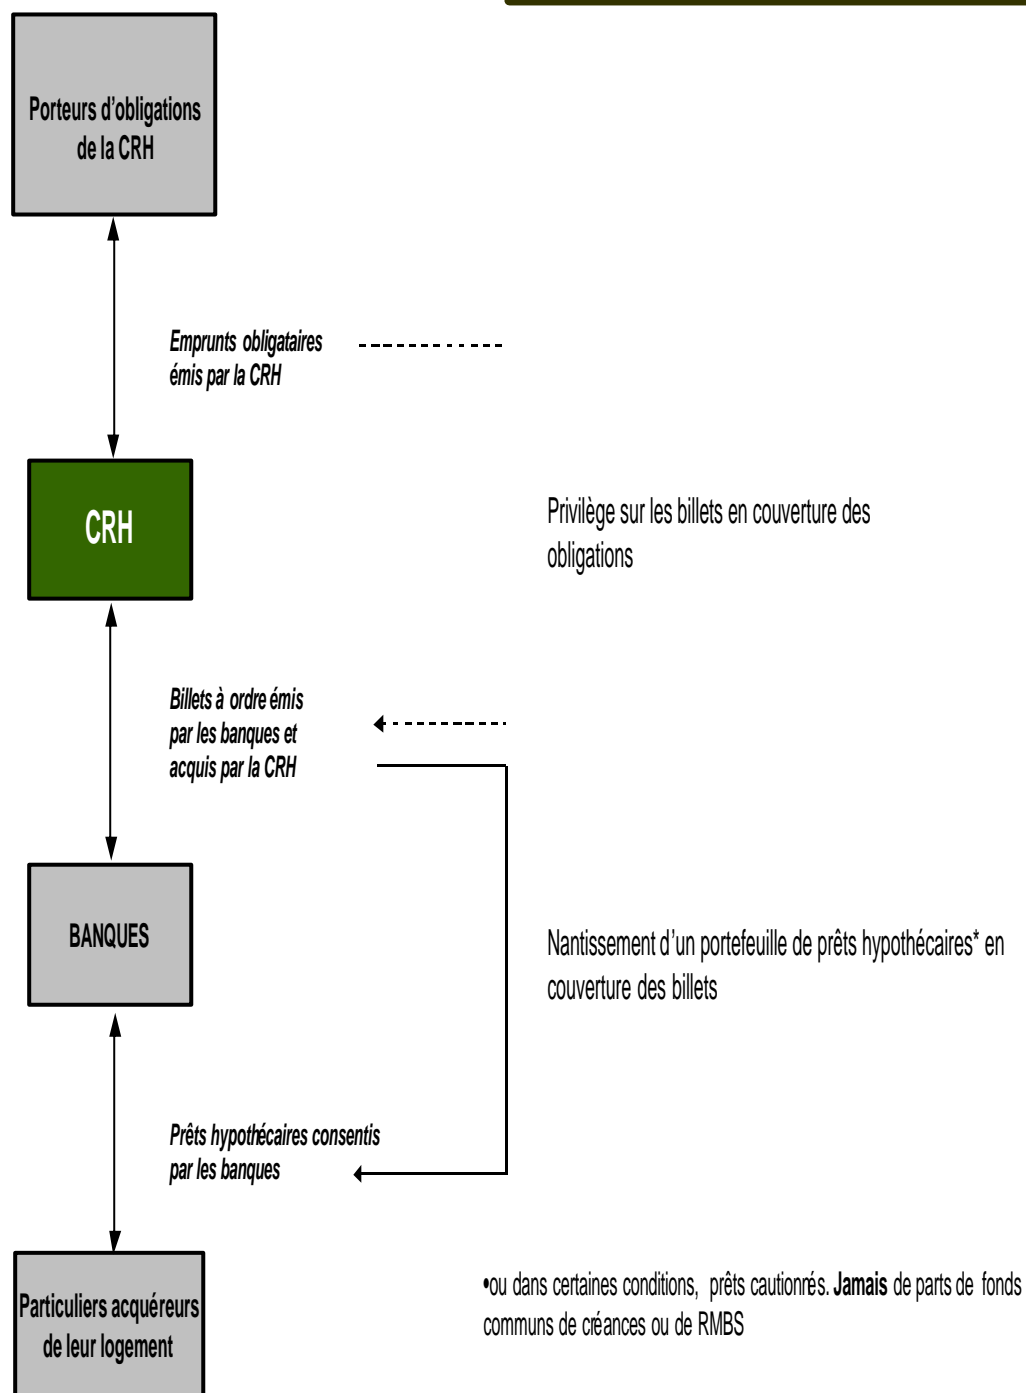 Porteurs d'obligations
de la CRH
Emprunts obligataires
émis par la CRH
CRH
Privilège sur les billets en couverture des
obligations
Billets à ordre émis
par les banques et
acquis par la CRH
BANQUES
Nantissement d'un portefeuille de prêts hypothécaires* en
couverture des billets
Prêts hypothécaires consentis
par les banques
Particuliers acquéreurs
de leur logement
•ou dans certaines conditions, prêts cautionnés. Jamais de parts de fonds
communs de créances ou de RMBS